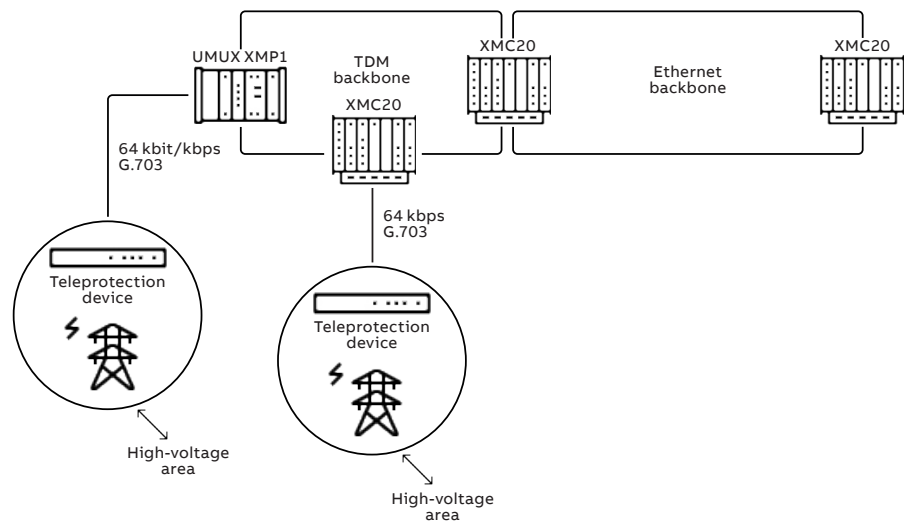 UMUX XMP1
TDM
backbone
XMC20
XMC20
Ethernet
backbone
XMC20
64 kbit/kbps
G.703
64 kbps
G.703
Teleprotection
device
Teleprotection
device
High-voltage
area
High-voltage
area